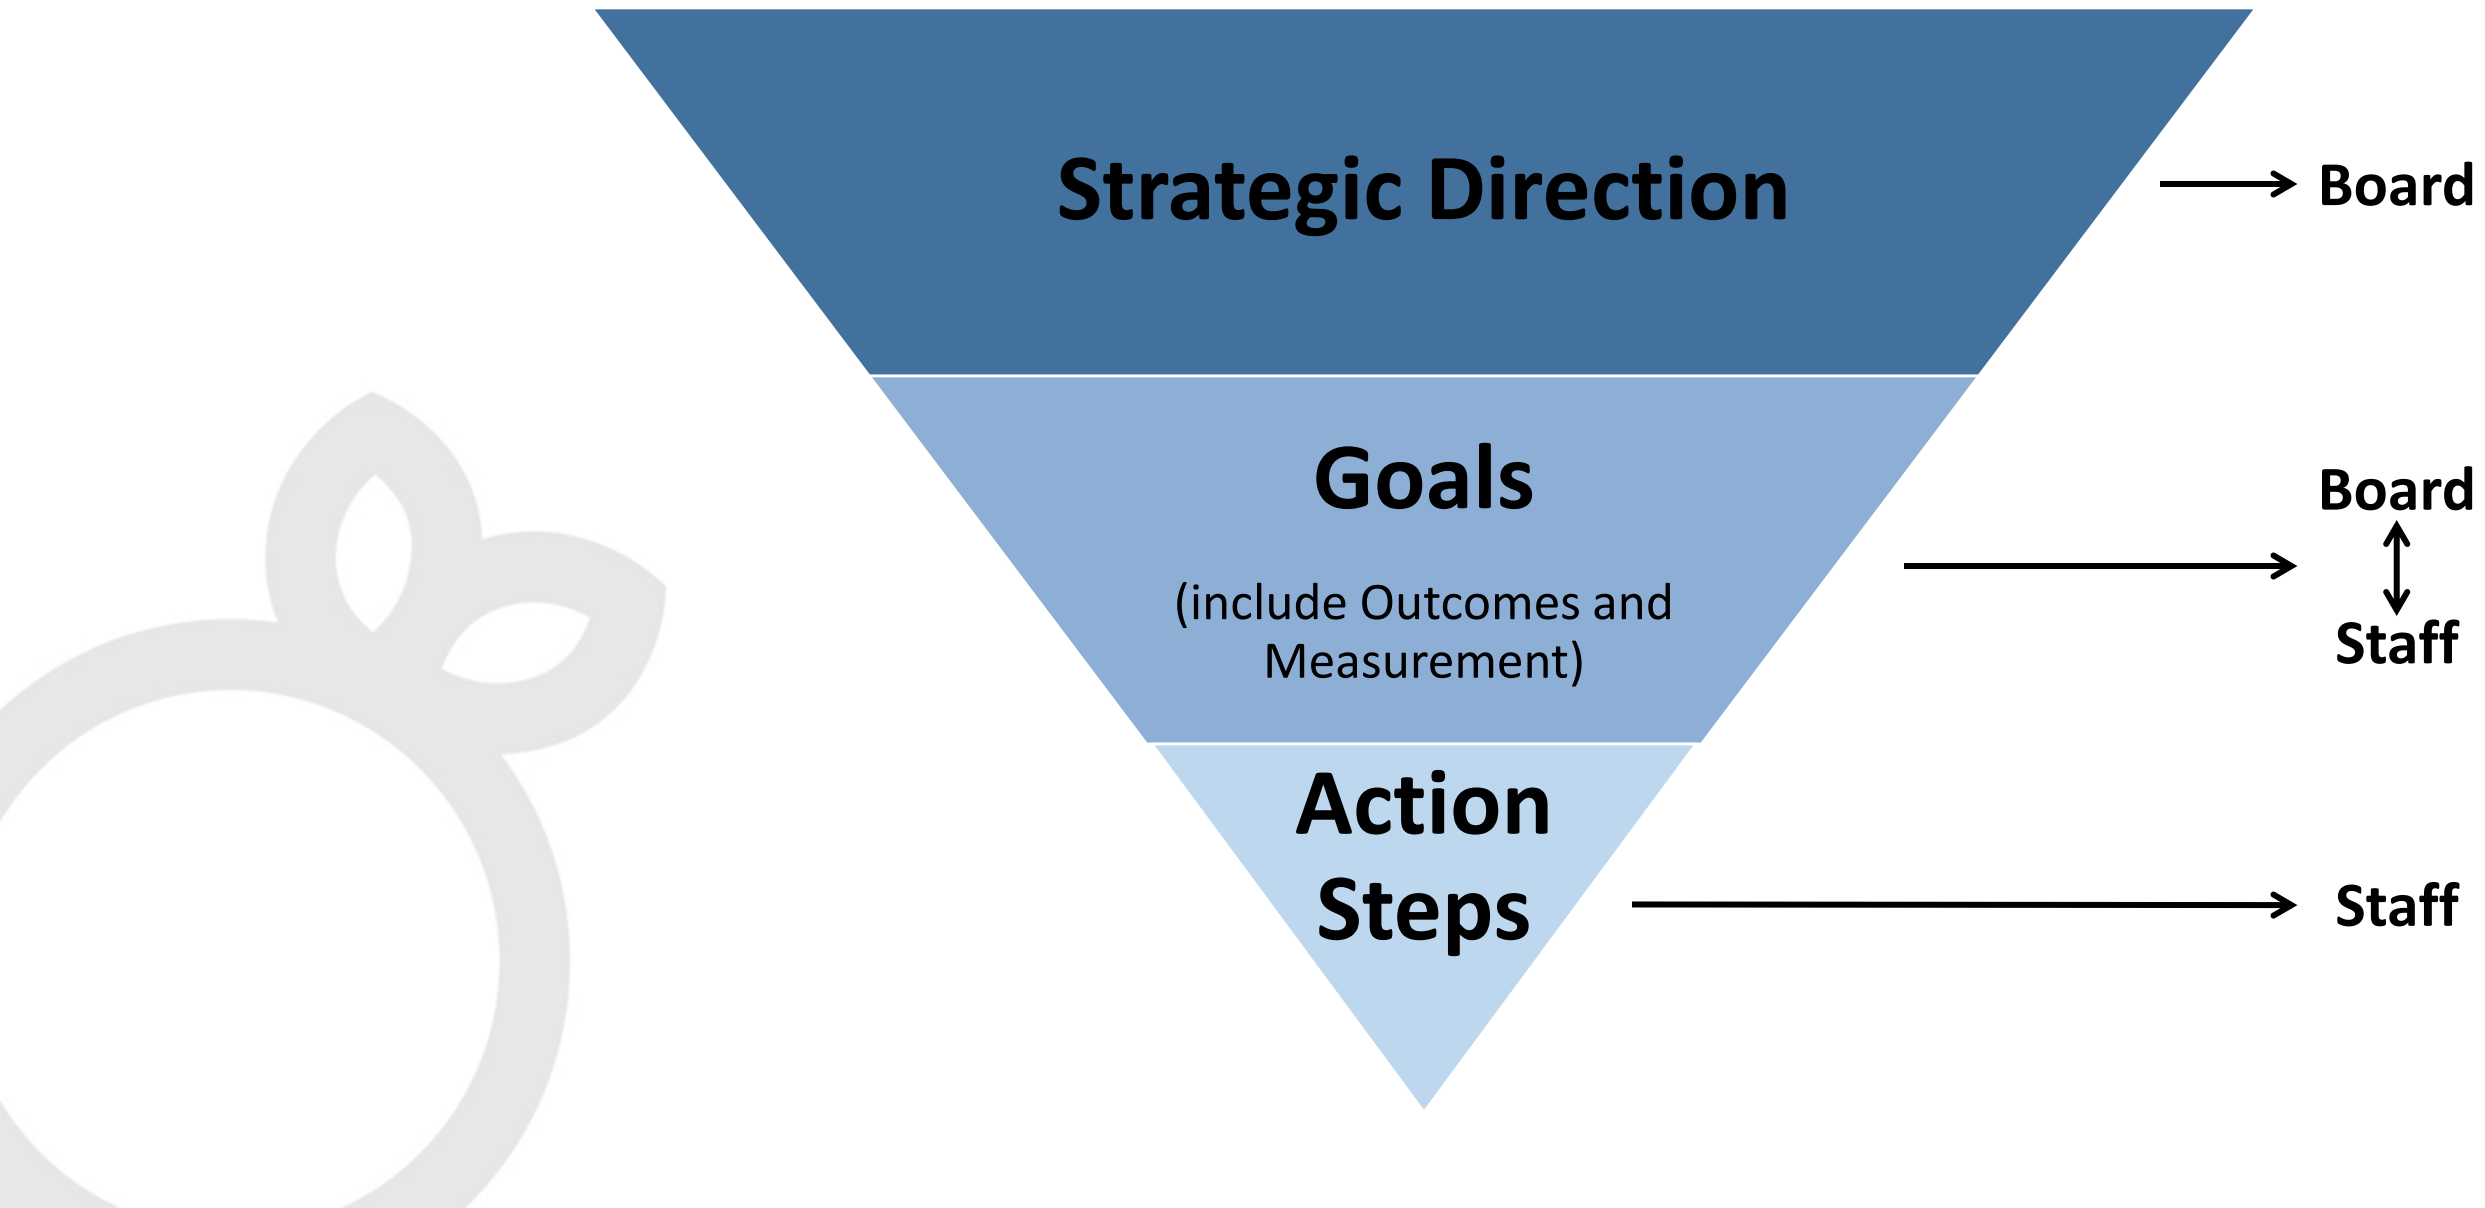 Strategic Direction
Board
Goals
(include Outcomes and
Measurement)
Board
Staff
Action
Steps
Staff